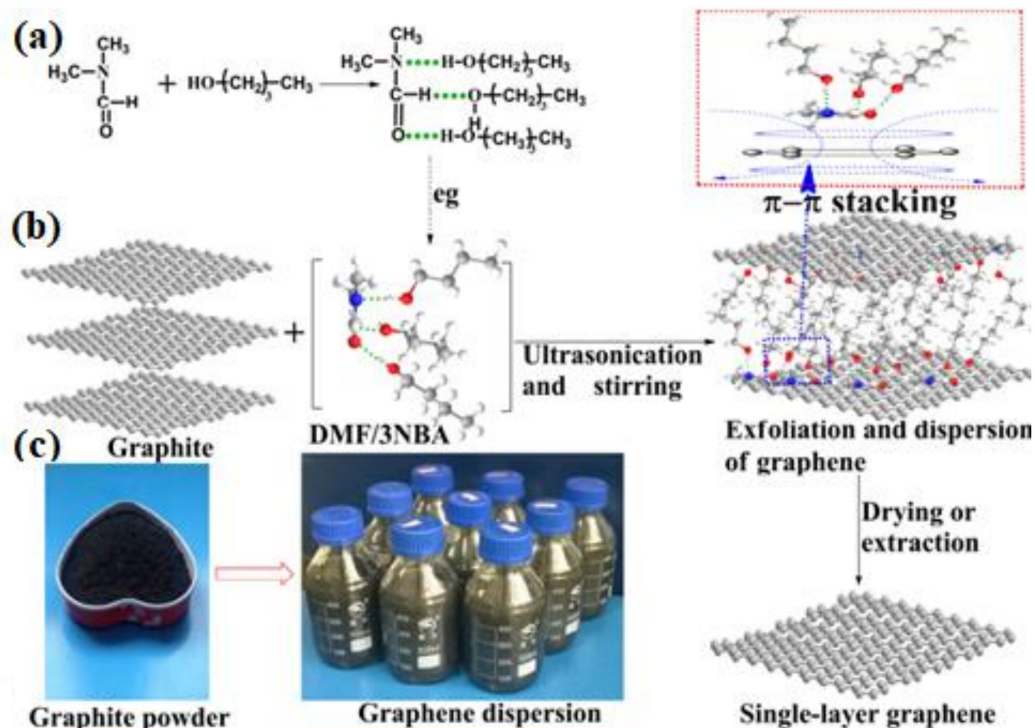 (a)
CH₃
H₃C-N
C-H
O
+
HO-(CH₂)₃-CH₃
CH₃
H₃C-N
H-O-(CH₂)₃-CH₃
C-H
O-(CH₂)₃-CH₃
H
O
H-O-(CH₃)₃-CH₃
eg
π–π stacking
(b)
+
Graphite
DMF/3NBA
Ultrasonication
and stirring
Exfoliation and dispersion
of graphene
Drying or
extraction
(c)
Graphite powder
Graphene dispersion
Single-layer graphene